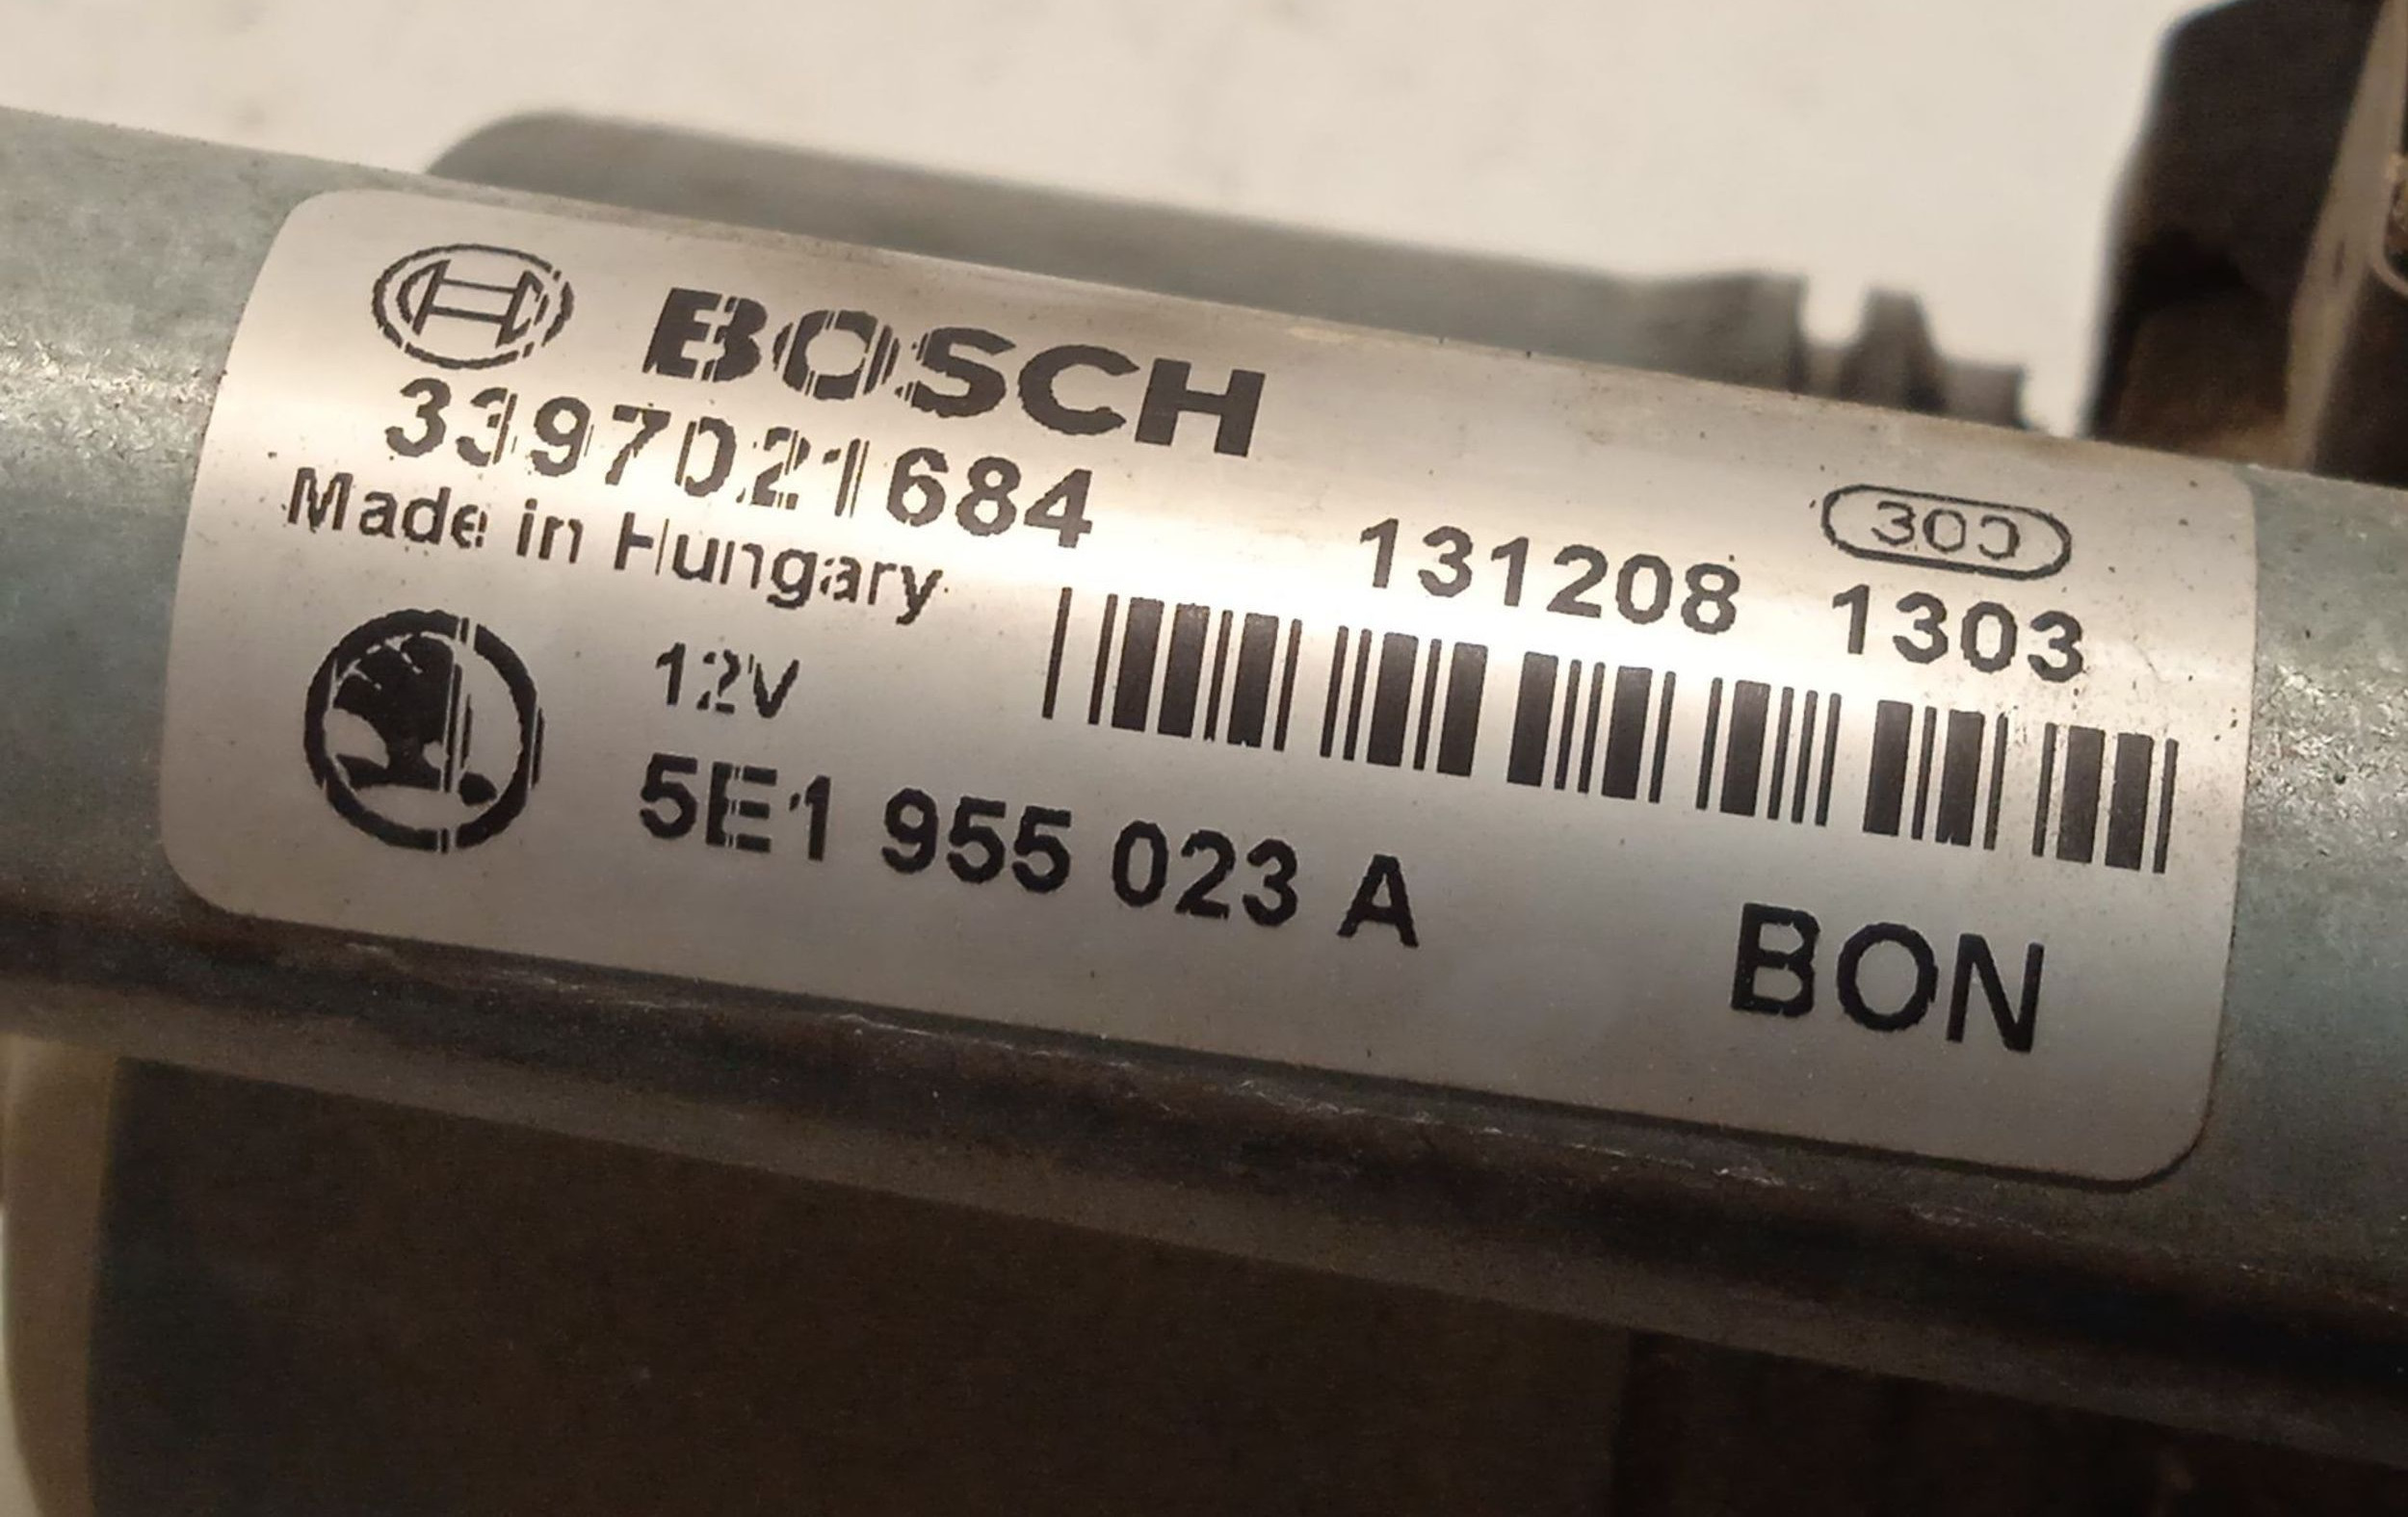 BOSCH
3397021684
300
Made in Hungary
131208 1303
12V
5E1 955 023 A
BON